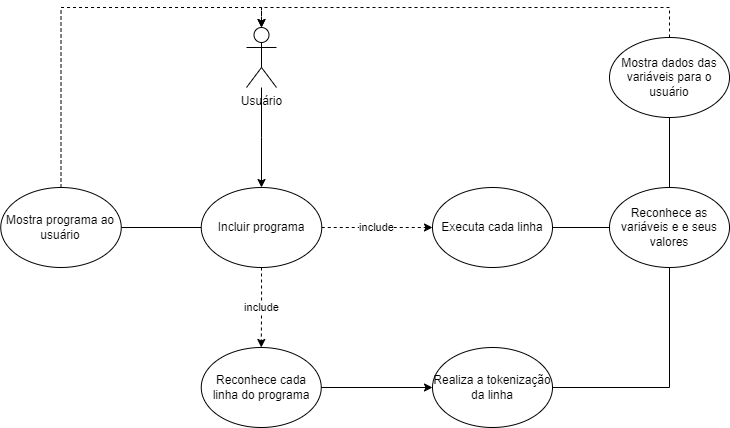 Mostra dados das
variáveis para o
usuário
Usuário
Mostra programa ao
usuário
Incluir programa
include
Executa cada linha
Reconhece as
variáveis e e seus
valores
include
Reconhece cada
linha do programa
Realiza a tokenização
da linha